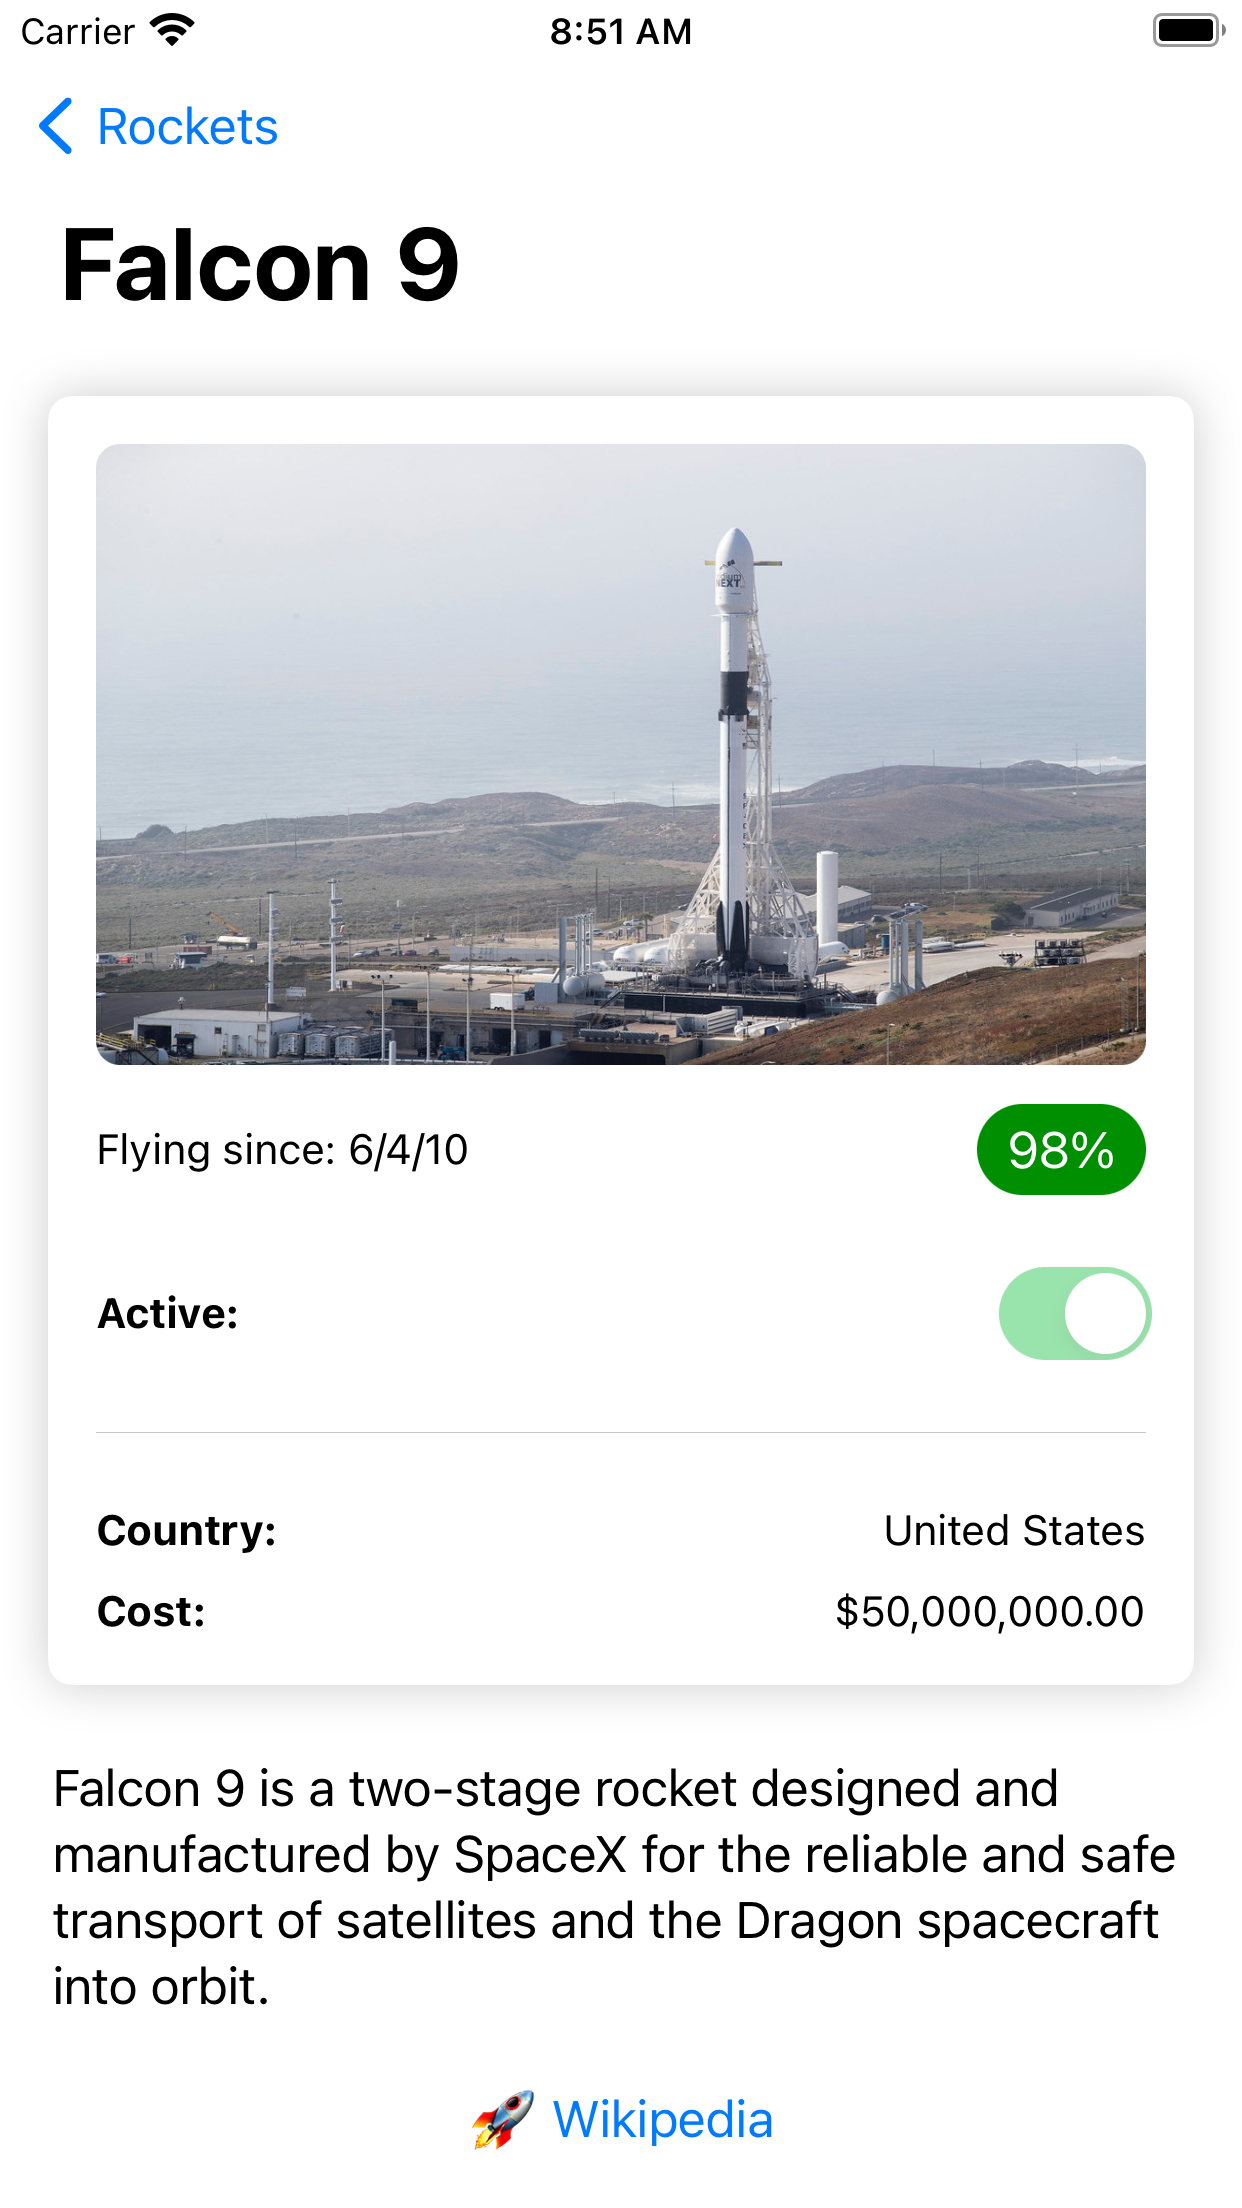 Carrier 8:51 AM
Rockets
Falcon 9
NEXT
Flying since: 6/4/10 98%
Active:
Country: United States
Cost: $50,000,000.00
Falcon 9 is a two-stage rocket designed and
manufactured by SpaceX for the reliable and safe
transport of satellites and the Dragon spacecraft
into orbit.
🚀 Wikipedia